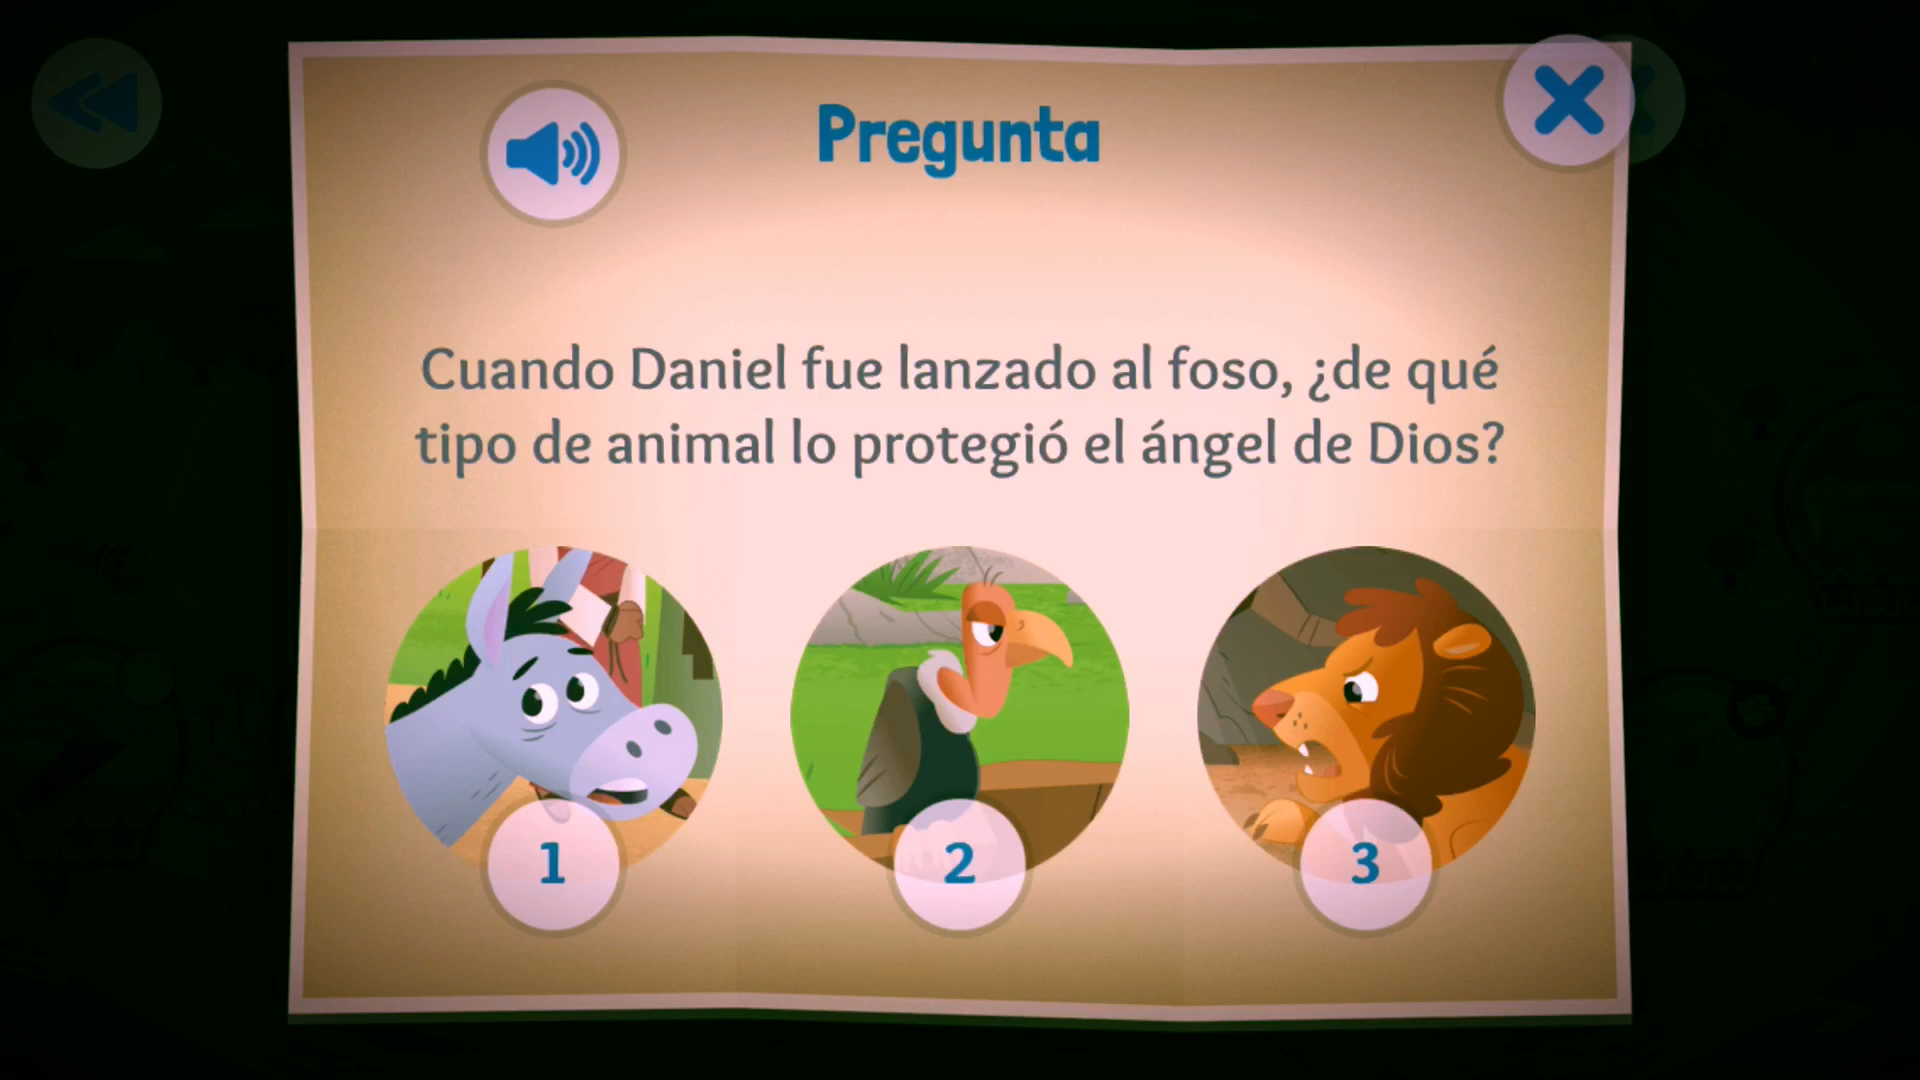 Pregunta
Cuando Daniel fue lanzado al foso, ¿de qué
tipo de animal lo protegió el ángel de Dios?
1
2
3